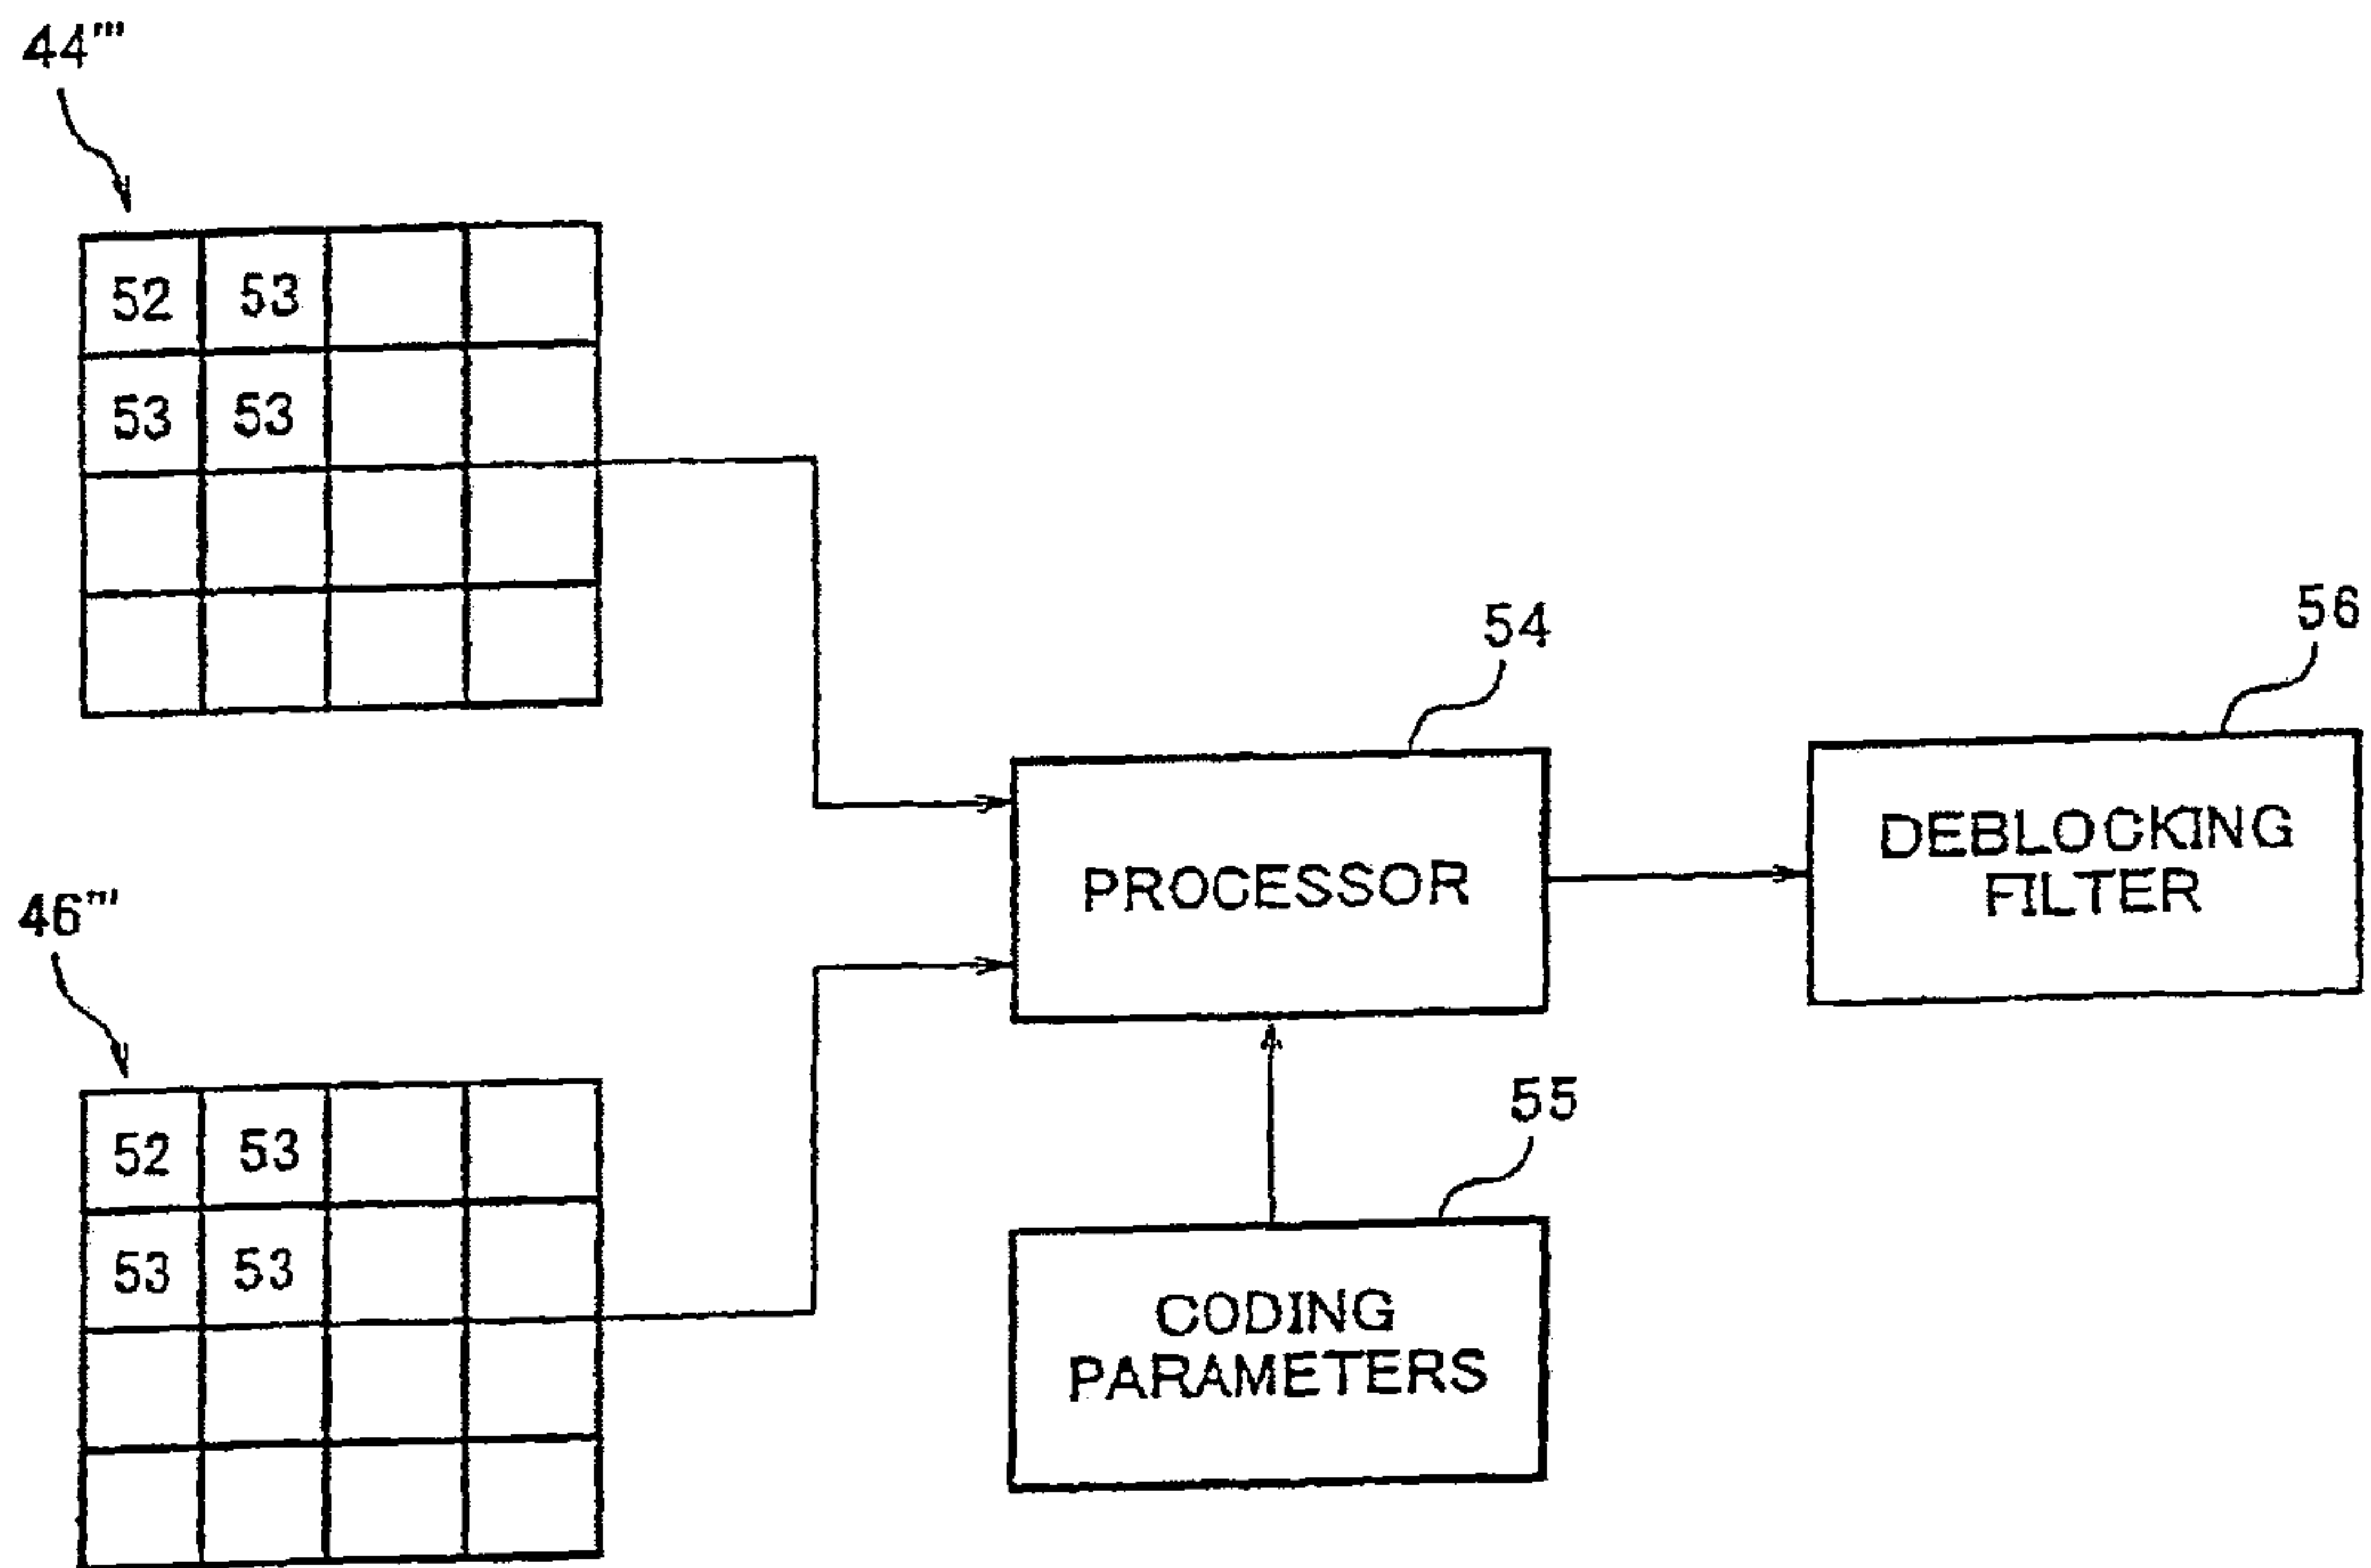 44'''
52 53
53 53
54
56
PROCESSOR
DEBLOCKING
FILTER
46'''
52 53
53 53
55
CODING
PARAMETERS